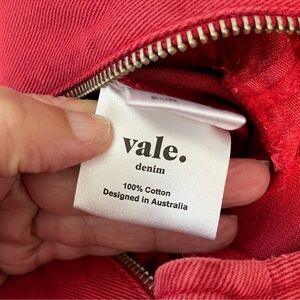 vale.
denim
100% Cotton
Designed in Australia